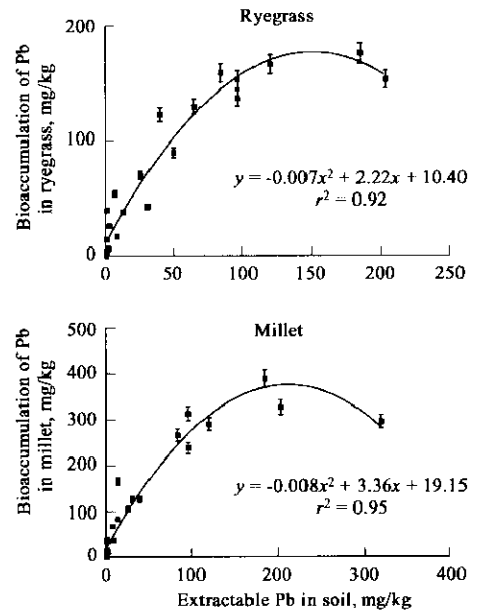 Ryegrass
Bioaccumulation of Pb
in ryegrass, mg/kg
200
100
0
y = -0.007x² + 2.22x + 10.40
r² = 0.92
0 50 100 150 200 250
Millet
Bioaccumulation of Pb
in millet, mg/kg
500
400
300
200
100
0
y = -0.008x² + 3.36x + 19.15
r² = 0.95
0 100 200 300 400
Extractable Pb in soil, mg/kg